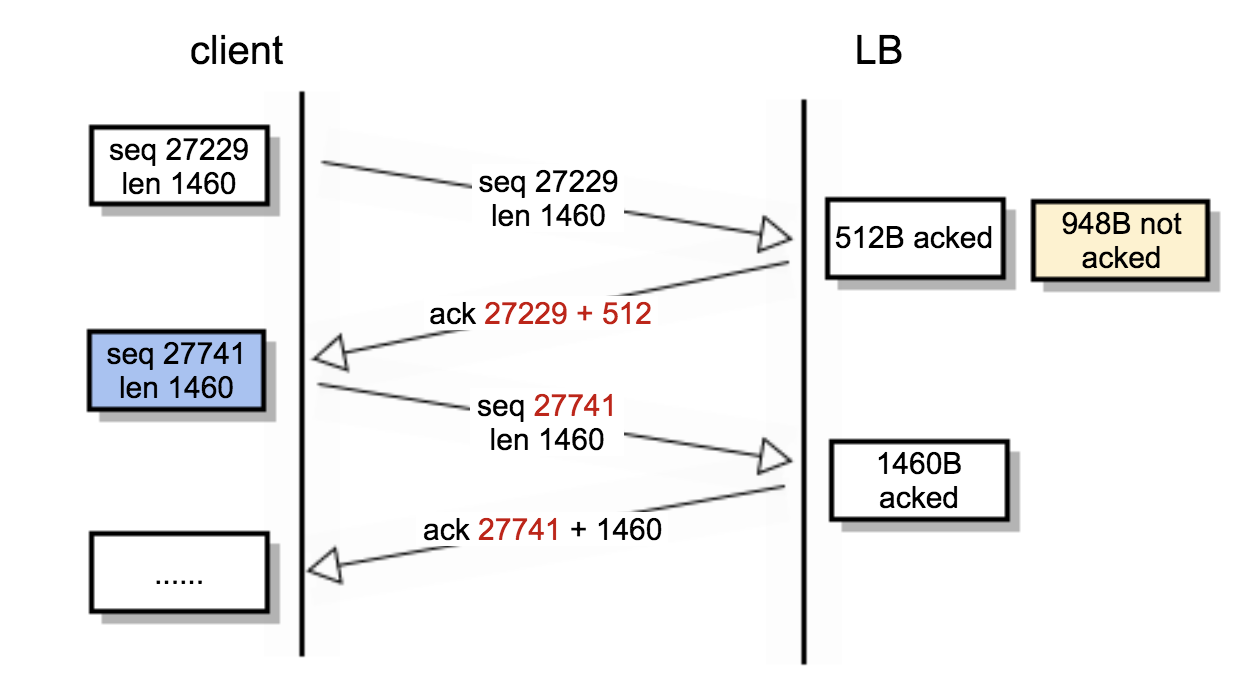 client
LB
seq 27229
len 1460
seq 27229
len 1460
512B acked
948B not
acked
ack 27229 + 512
seq 27741
len 1460
seq 27741
len 1460
1460B
acked
ack 27741 + 1460
......